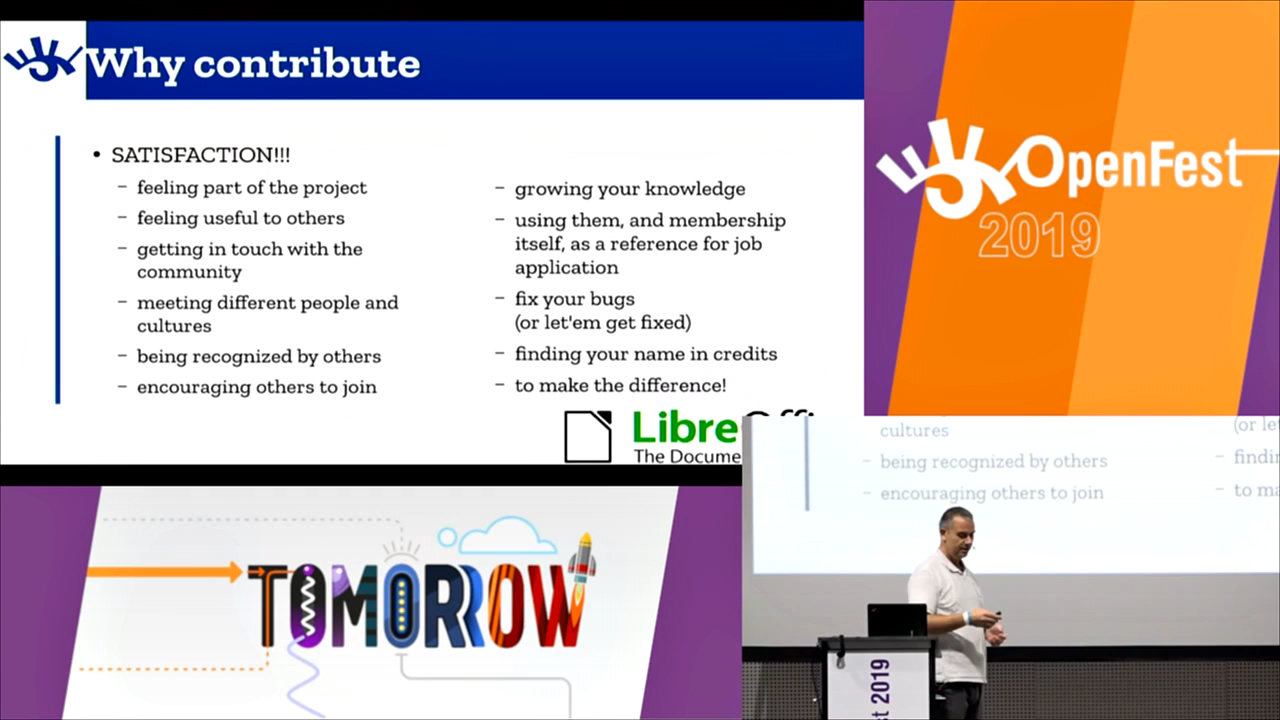 Why contribute
• SATISFACTION!!!
– feeling part of the project
– feeling useful to others
– getting in touch with the
community
– meeting different people and
cultures
– being recognized by others
– encouraging others to join
– growing your knowledge
– using them, and membership
itself, as a reference for job
application
– fix your bugs
(or let'em get fixed)
– finding your name in credits
– to make the difference!
LibreOffi
The Docume
OpenFest
2019
TOMORROW
cultures
– being recognized by others
– encouraging others to join
(or le
– findi
– to ma
st 2019